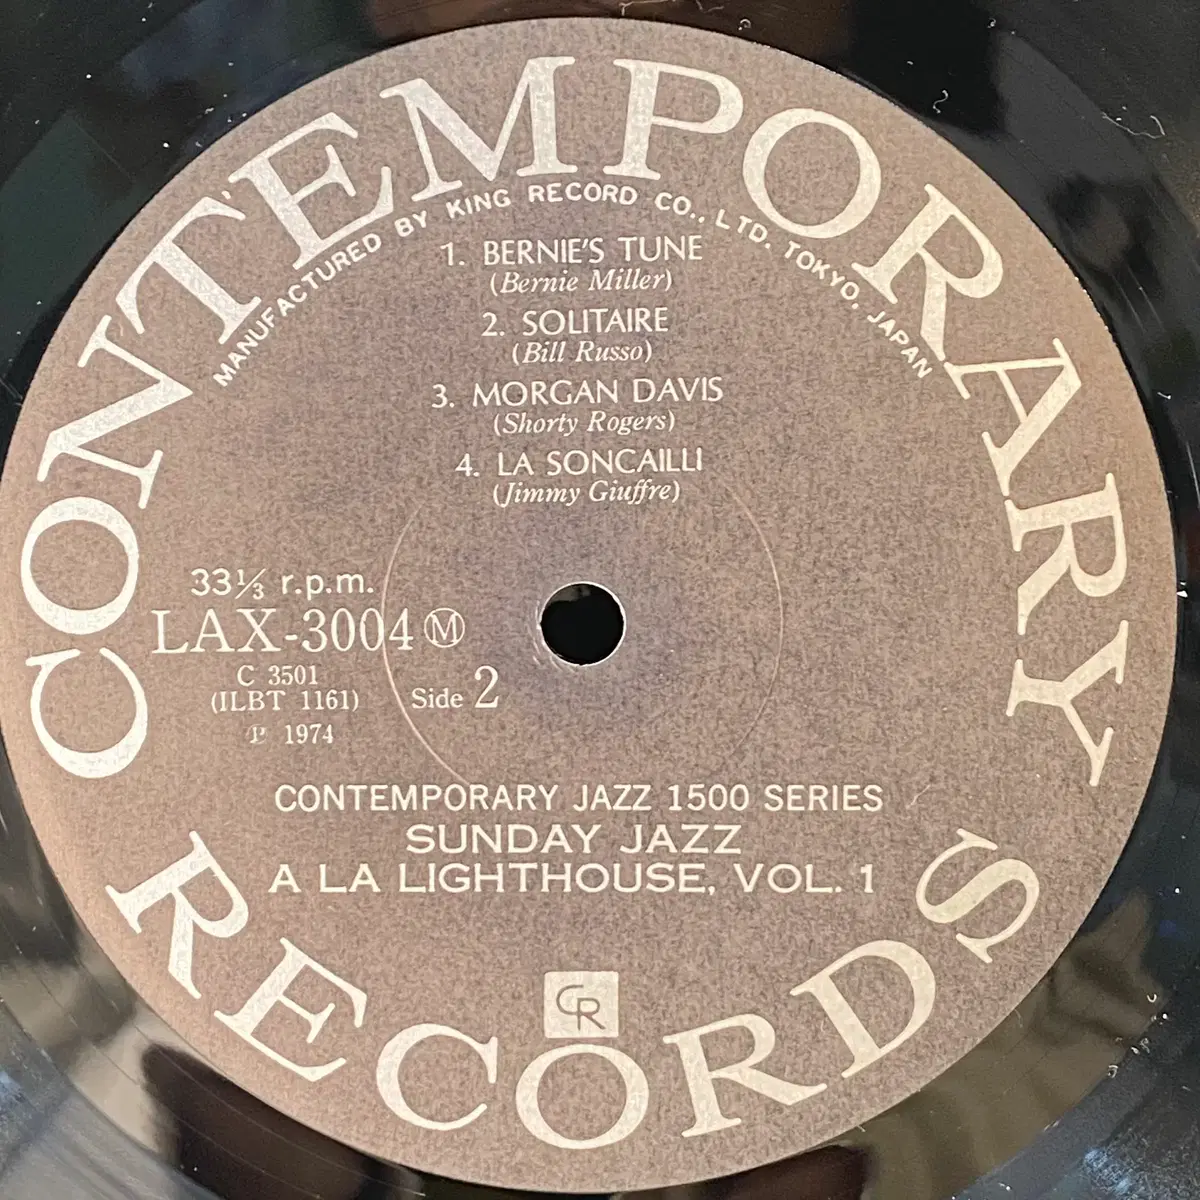 CONTEMPORARY
MANUFACTURED BY KING RECORD CO., LTD. TOKYO, JAPAN
1. BERNIE'S TUNE
(Bernie Miller)
2. SOLITAIRE
(Bill Russo)
3. MORGAN DAVIS
(Shorty Rogers)
4. LA SONCAILLI
(Jimmy Giuffre)
33⅓ r.p.m.
LAX-3004 Ⓜ
C 3501
(ILBT 1161)
Side 2
℗ 1974
CONTEMPORARY JAZZ 1500 SERIES
SUNDAY JAZZ
A LA LIGHTHOUSE, VOL. 1
CR
RECORDS